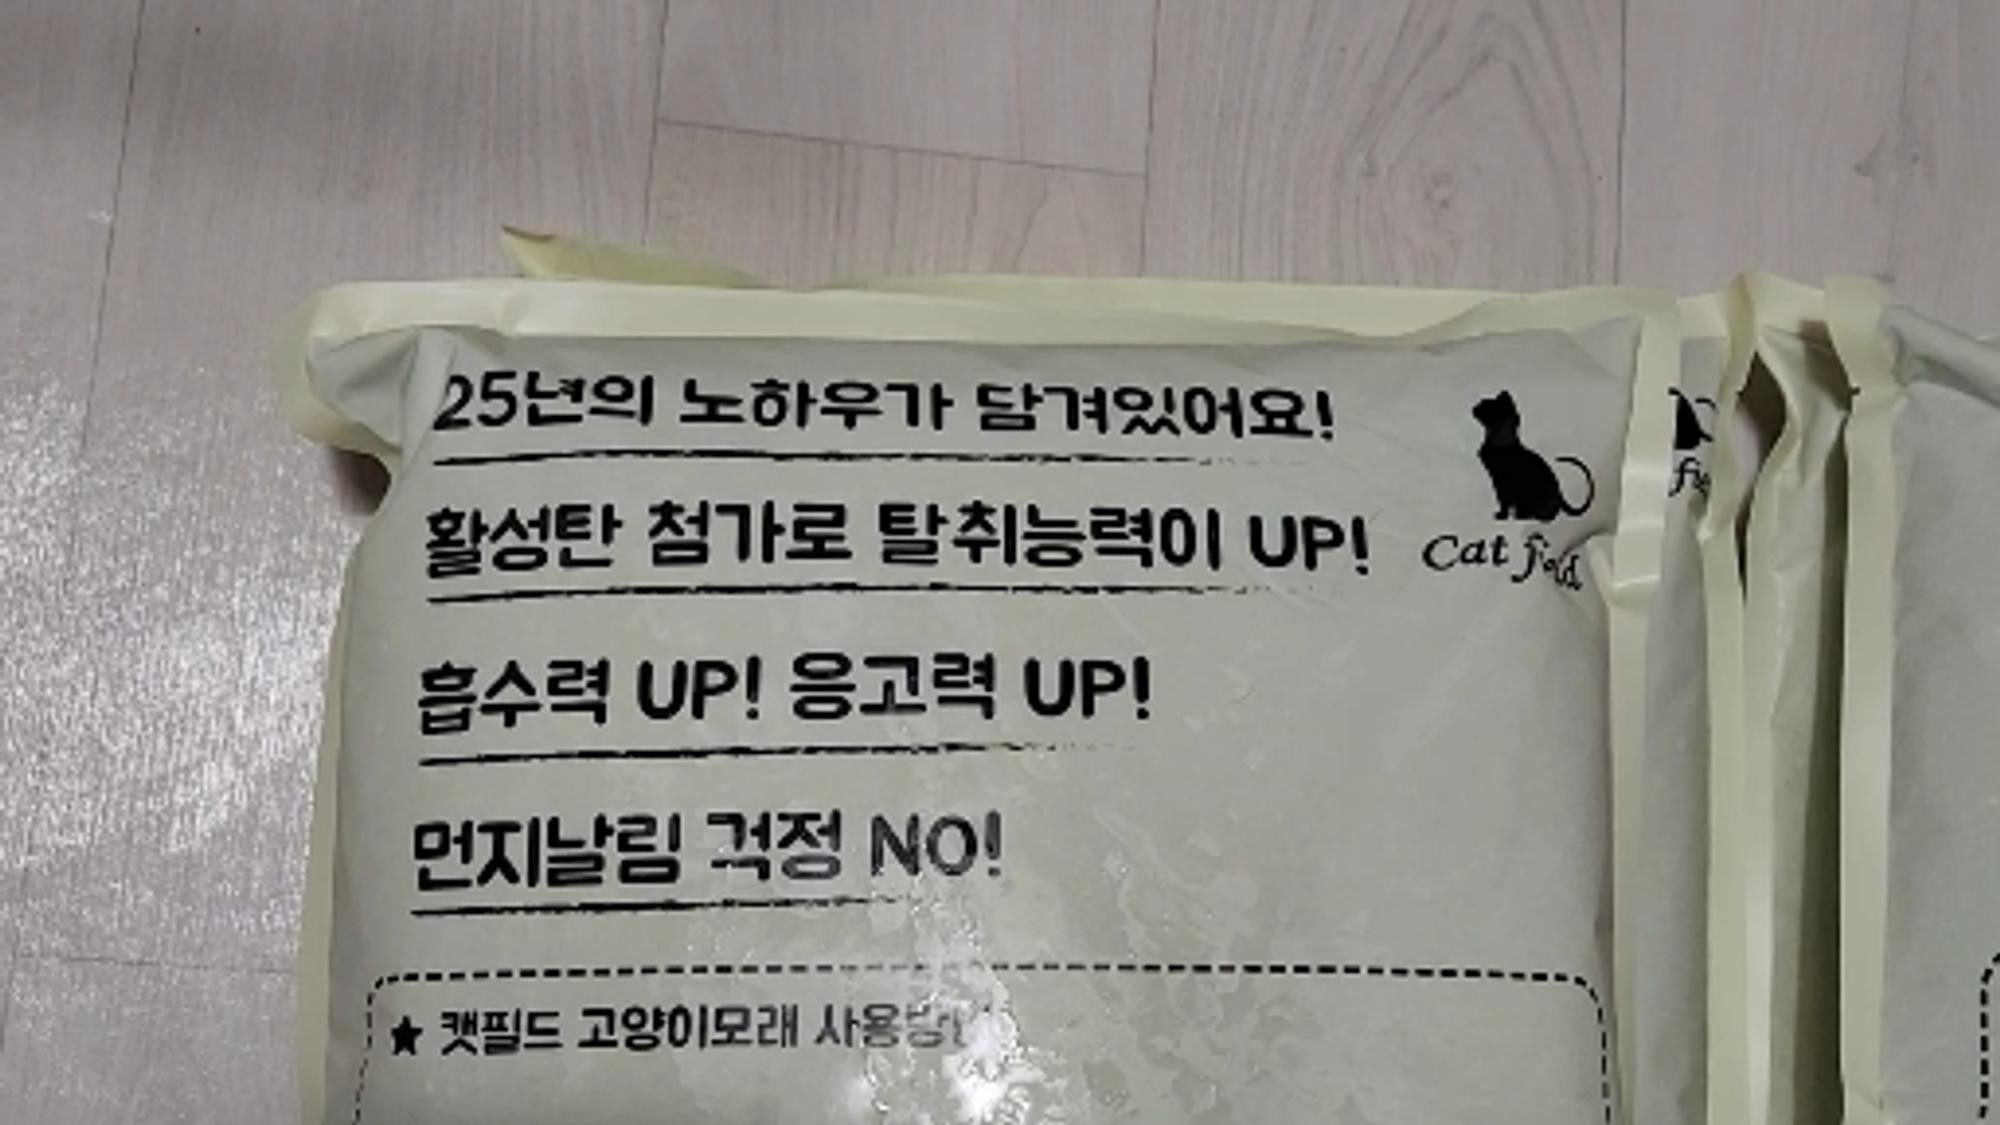 25년의 노하우가 담겨있어요!
활성탄 첨가로 탈취능력이 UP!
Cat field
흡수력 UP! 응고력 UP!
먼지날림 걱정 NO!
★ 캣필드 고양이모래 사용방법